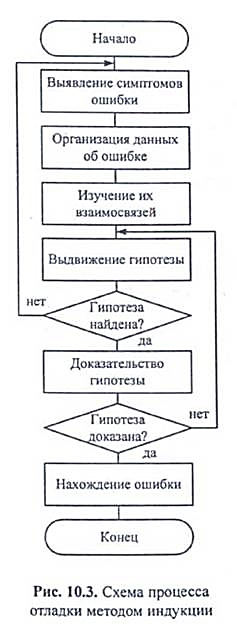 Начало
Выявление симптомов
ошибки
Организация данных
об ошибке
Изучение их
взаимосвязей
Выдвижение гипотезы
нет
Гипотеза
найдена?
да
Доказательство
гипотезы
нет
Гипотеза
доказана?
да
Нахождение ошибки
Конец
Рис. 10.3. Схема процесса
отладки методом индукции